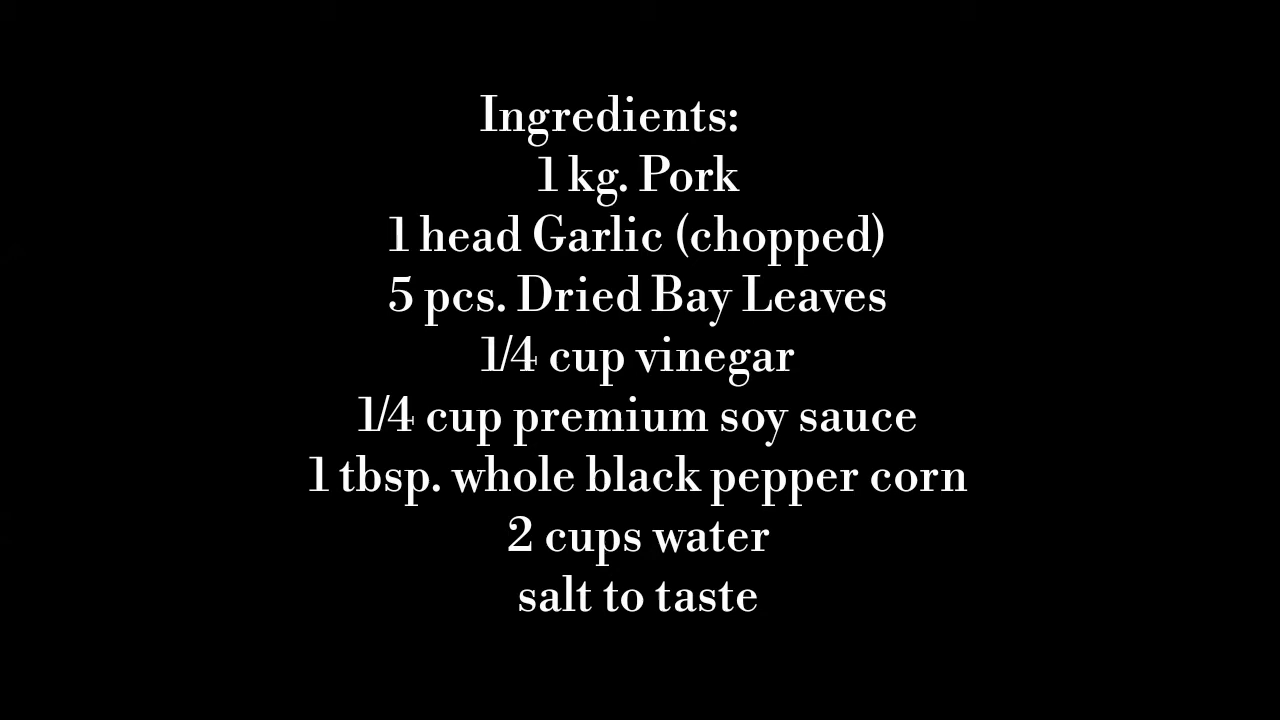 Ingredients:
1 kg. Pork
1 head Garlic (chopped)
5 pcs. Dried Bay Leaves
1/4 cup vinegar
1/4 cup premium soy sauce
1 tbsp. whole black pepper corn
2 cups water
salt to taste